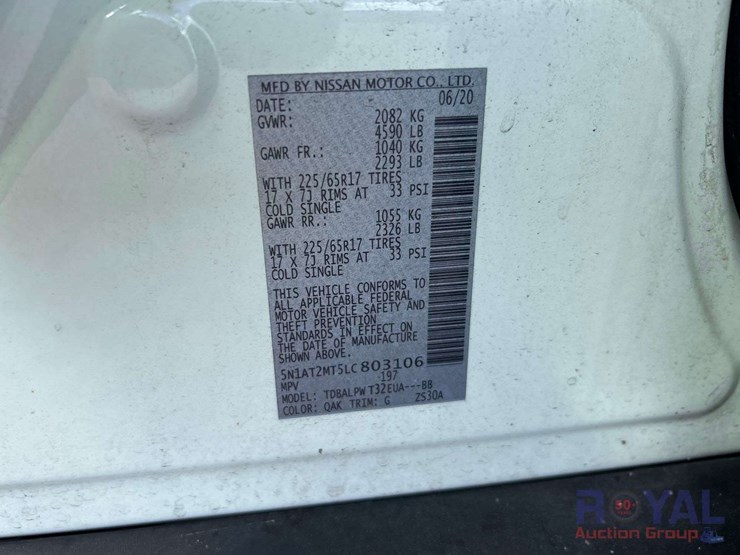 MFD BY NISSAN MOTOR CO., LTD.
DATE: 06/20
GVWR: 2082 KG
4590 LB
GAWR FR.: 1040 KG
2293 LB
WITH 225/65R17 TIRES
17 X 7J RIMS AT 33 PSI
COLD SINGLE
GAWR RR.: 1055 KG
2326 LB
WITH 225/65R17 TIRES
17 X 7J RIMS AT 33 PSI
COLD SINGLE
THIS VEHICLE CONFORMS TO
ALL APPLICABLE FEDERAL
MOTOR VEHICLE SAFETY AND
THEFT PREVENTION
STANDARDS IN EFFECT ON
THE DATE OF MANUFACTURE
SHOWN ABOVE.
5N1AT2MT5LC803106
MPV 197
MODEL: TDBALPW T32EUA---BB
COLOR: QAK TRIM: G ZS30A
ROYAL
Auction Group